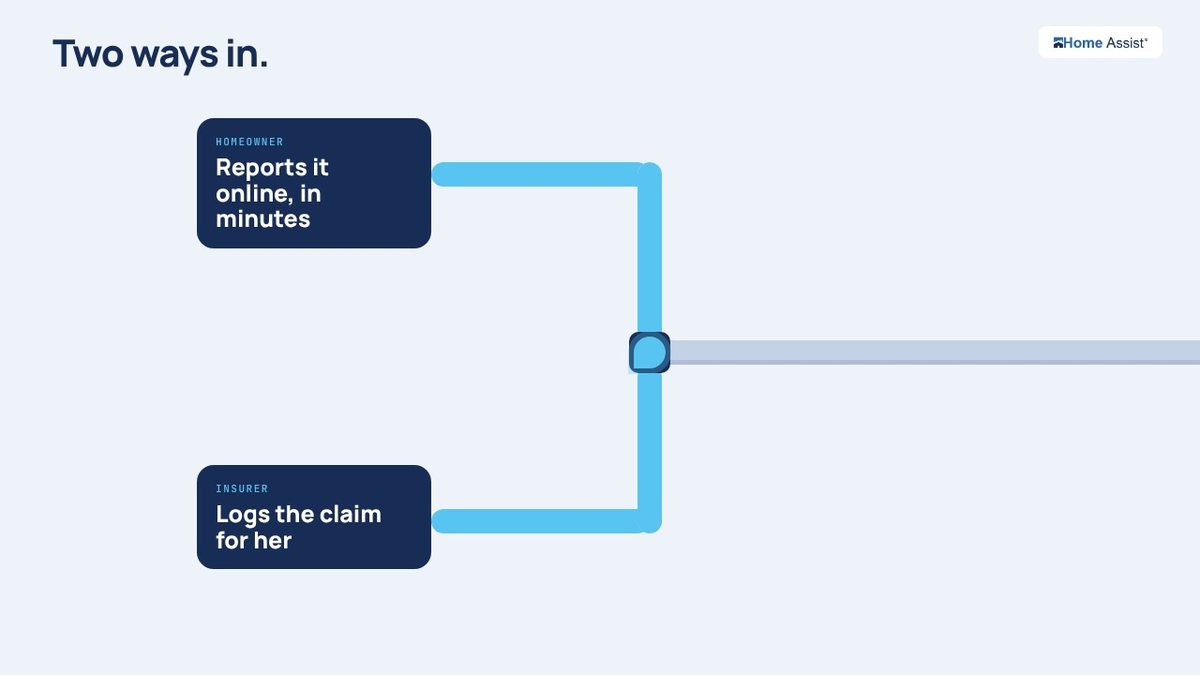 Two ways in.
Home Assist
HOMEOWNER
Reports it
online, in
minutes
INSURER
Logs the claim
for her